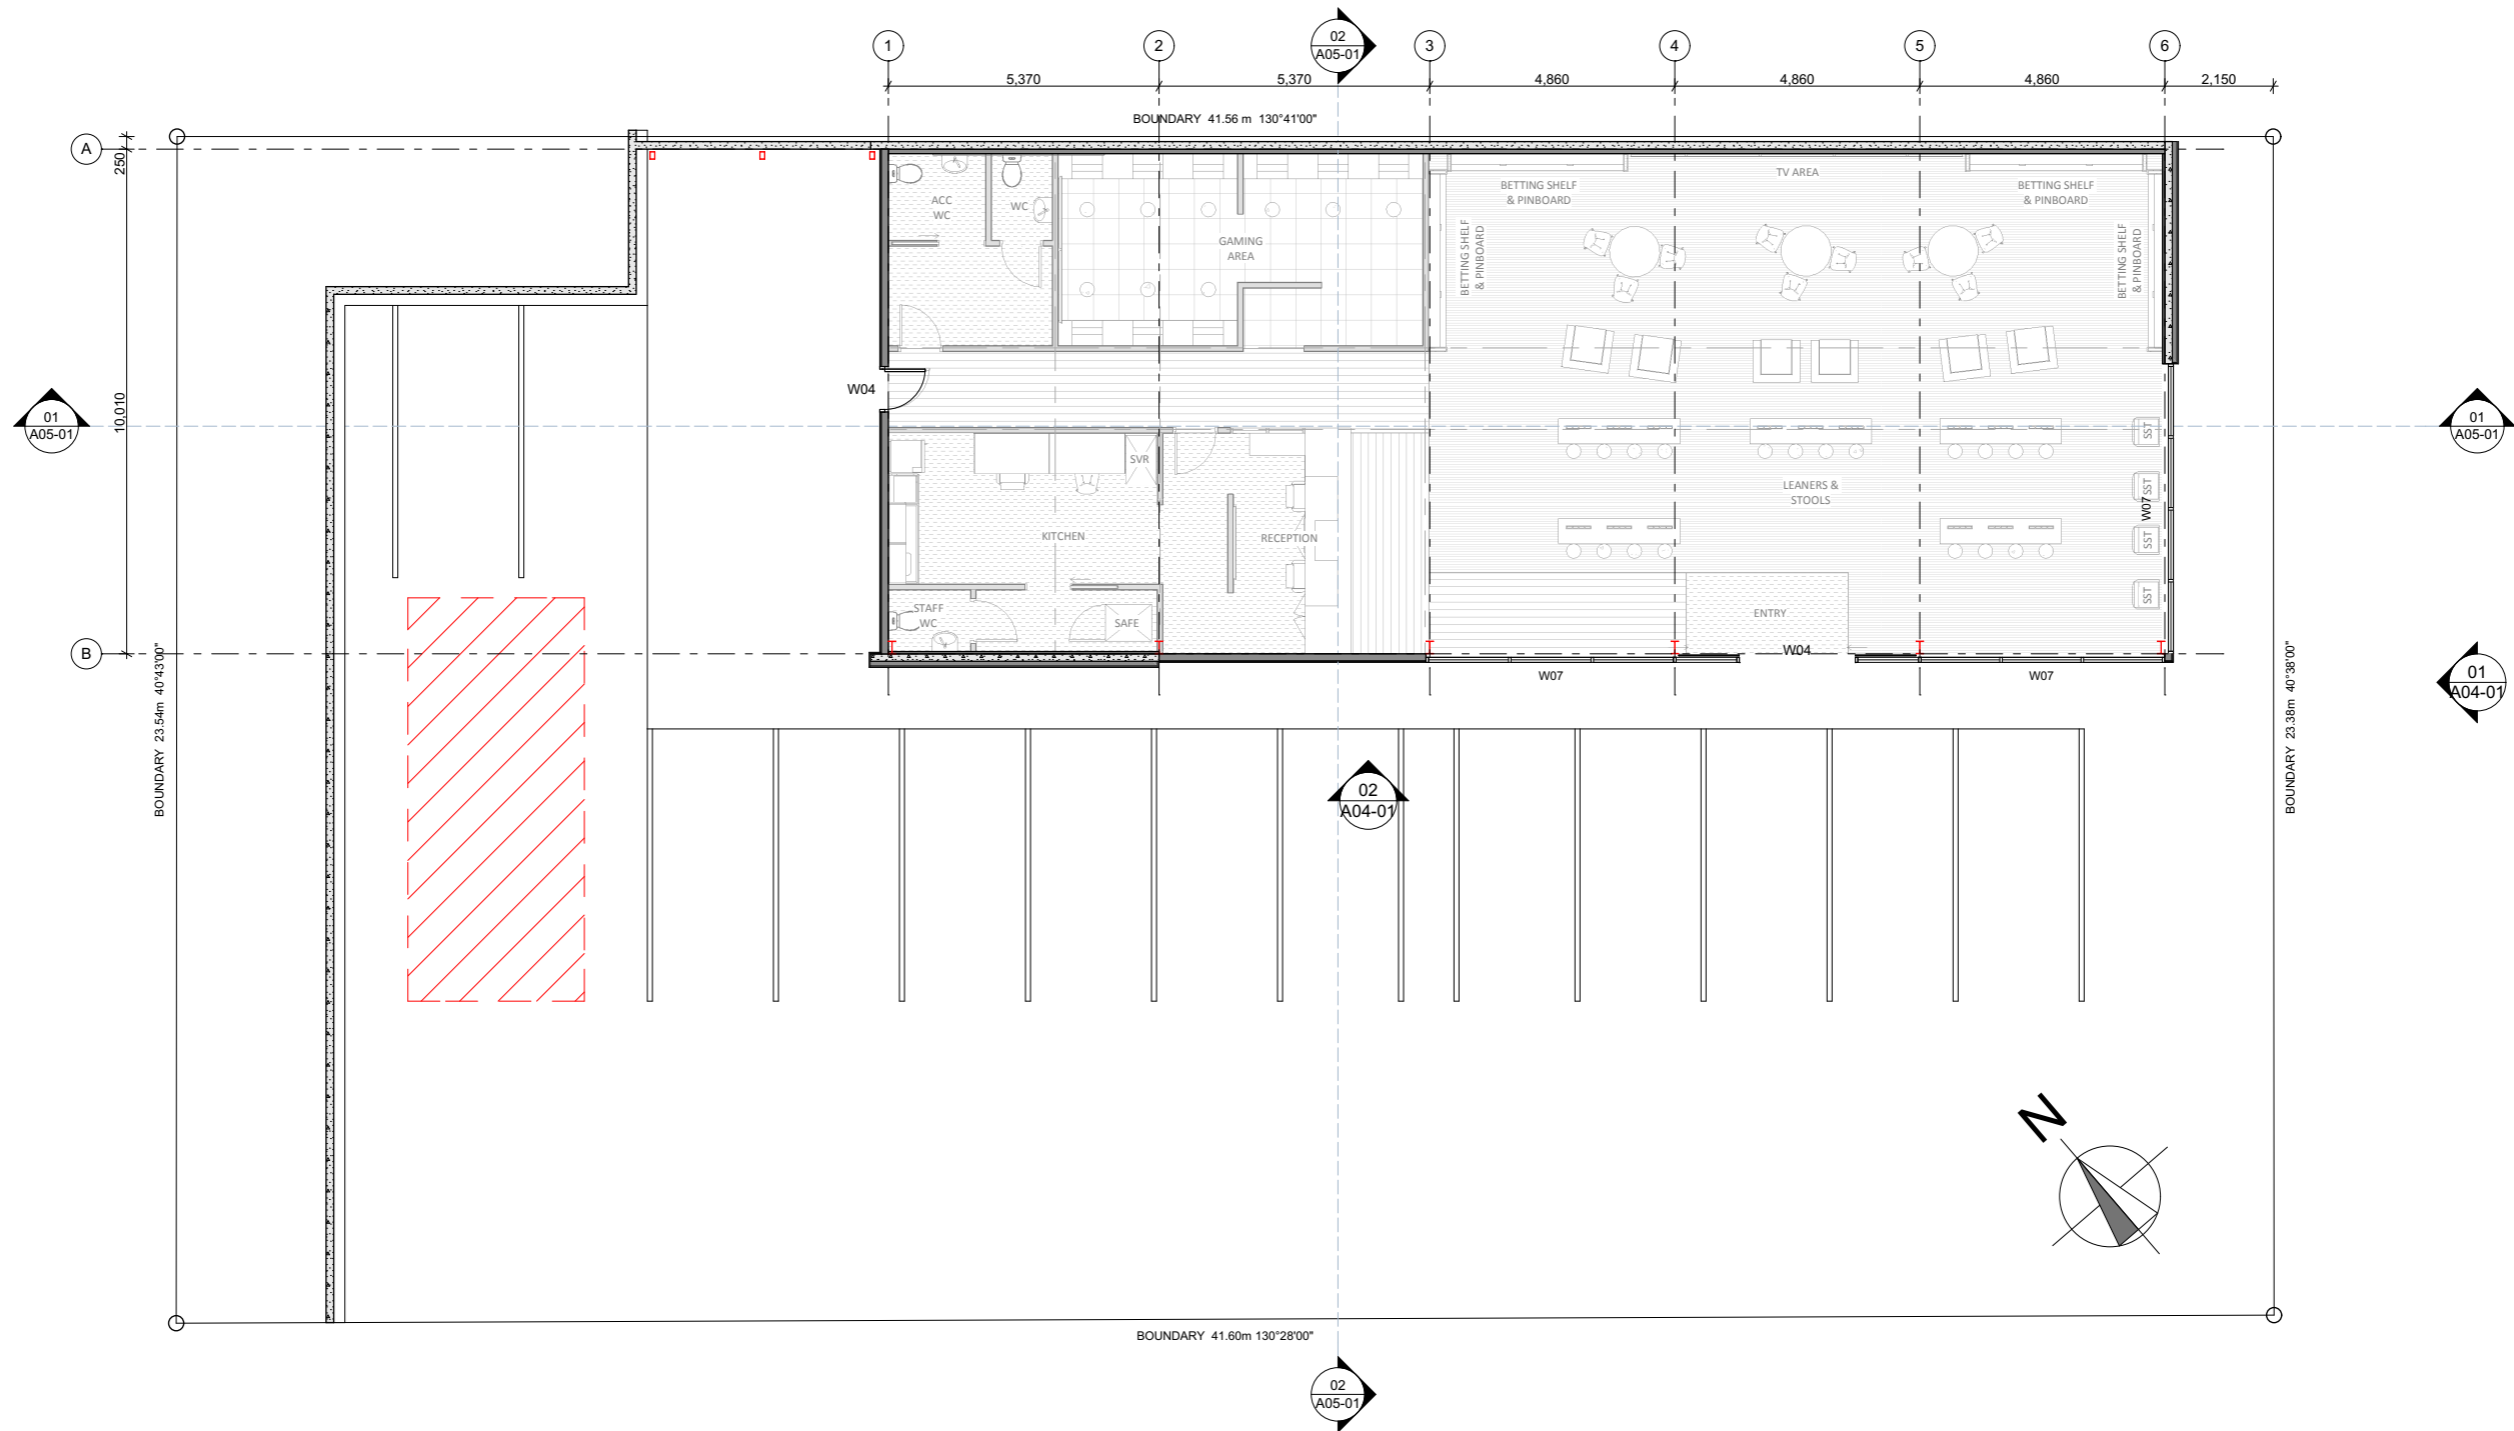 1
2
02
A05-01
3
4
5
6
5,370
5,370
4,860
4,860
4,860
2,150
BOUNDARY 41.56 m 130°41'00"
A
250
ACC
WC
WC
GAMING
AREA
BETTING SHELF
& PINBOARD
TV AREA
BETTING SHELF
& PINBOARD
BETTING SHELF
& PINBOARD
BETTING SHELF
& PINBOARD
01
A05-01
10,010
W04
01
A05-01
SVR
SST
LEANERS &
STOOLS
SST
W07
KITCHEN
RECEPTION
SST
SST
STAFF
WC
SAFE
ENTRY
B
W04
W07
W07
01
A04-01
BOUNDARY 23.54m 40°43'00"
BOUNDARY 23.38m 40°38'00"
02
A04-01
N
BOUNDARY 41.60m 130°28'00"
02
A05-01